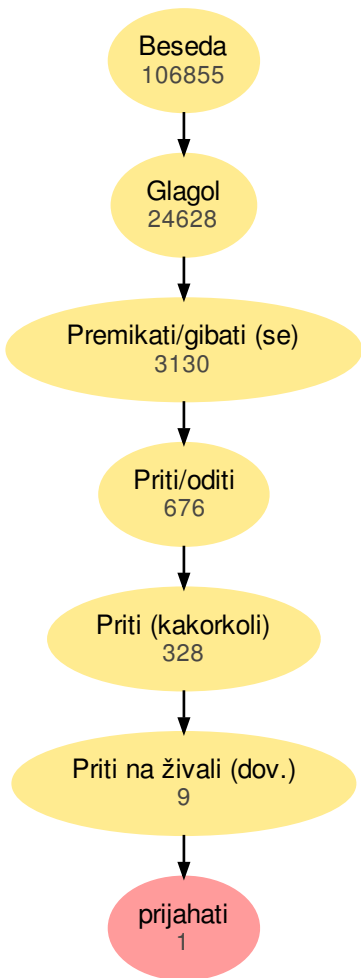 Beseda
106855
Glagol
24628
Premikati/gibati (se)
3130
Priti/oditi
676
Priti (kakorkoli)
328
Priti na živali (dov.)
9
prijahati
1